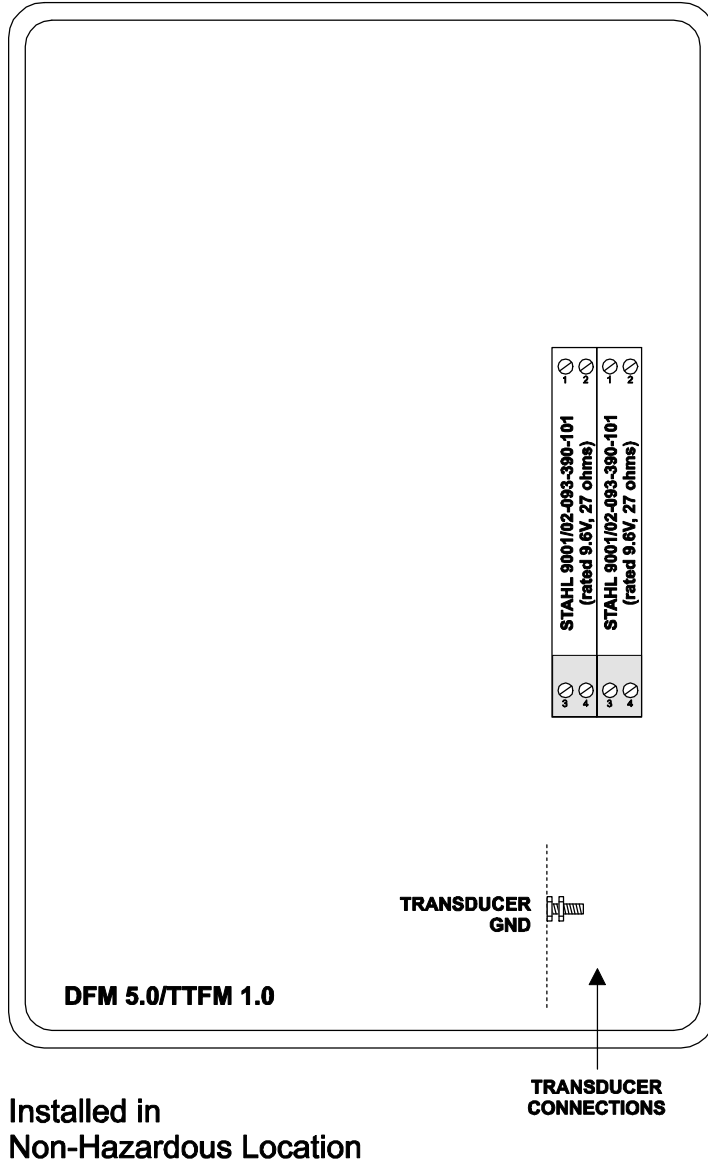 1 2 1 2
STAHL 9001/02-093-390-101
(rated 9.6V, 27 ohms)
STAHL 9001/02-093-390-101
(rated 9.6V, 27 ohms)
3 4 3 4
TRANSDUCER
GND
DFM 5.0/TTFM 1.0
TRANSDUCER
CONNECTIONS
Installed in
Non-Hazardous Location